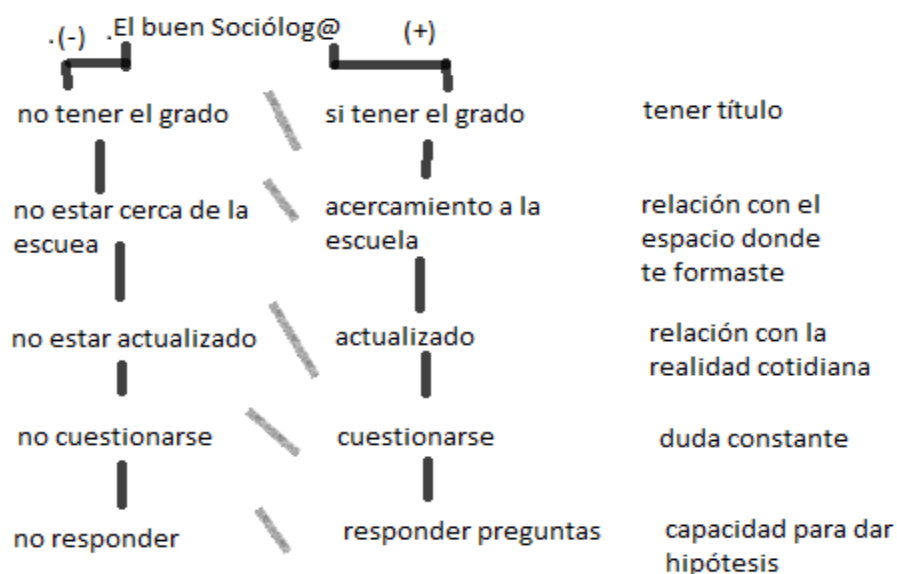 .(-) .El buen Sociólog@ (+)
no tener el grado si tener el grado tener título
no estar cerca de la
escuea
acercamiento a la
escuela
relación con el
espacio donde
te formaste
no estar actualizado actualizado relación con la
realidad cotidiana
no cuestionarse cuestionarse duda constante
no responder responder preguntas capacidad para dar
hipótesis